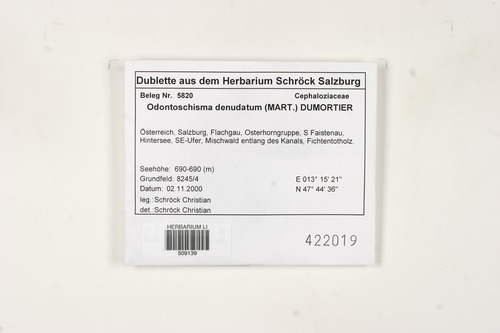 Dublette aus dem Herbarium Schröck Salzburg
Beleg Nr. 5820 Cephaloziaceae
Odontoschisma denudatum (MART.) DUMORTIER
Österreich, Salzburg, Flachgau, Osterhorngruppe, S Faistenau,
Hintersee, SE-Ufer, Mischwald entlang des Kanals, Fichtentotholz.
Seehöhe: 690-690 (m)
Grundfeld: 8245/4 E 013° 15' 21"
Datum: 02.11.2000 N 47° 44' 36"
leg.:Schröck Christian
det.:Schröck Christian
HERBARIUM LI
509139
422019